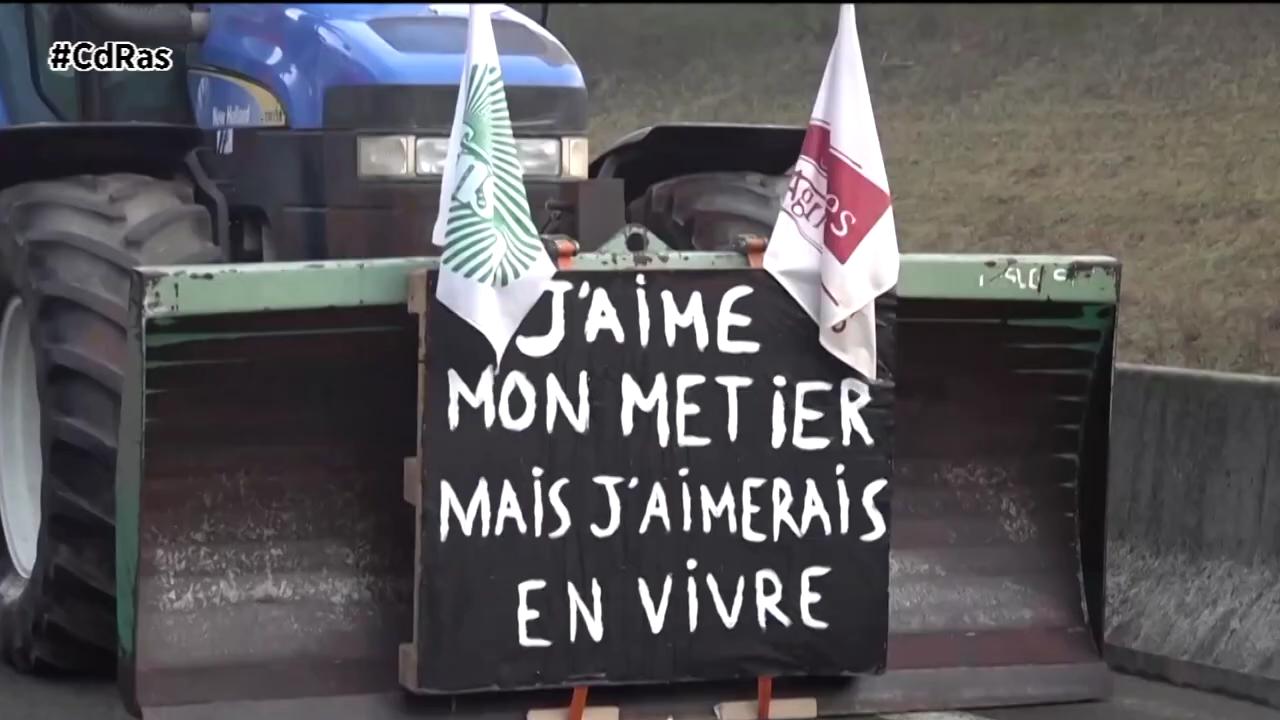 #CdRas
New Holland
J'AIME
MON METIER
MAIS J'AIMERAIS
EN VIVRE